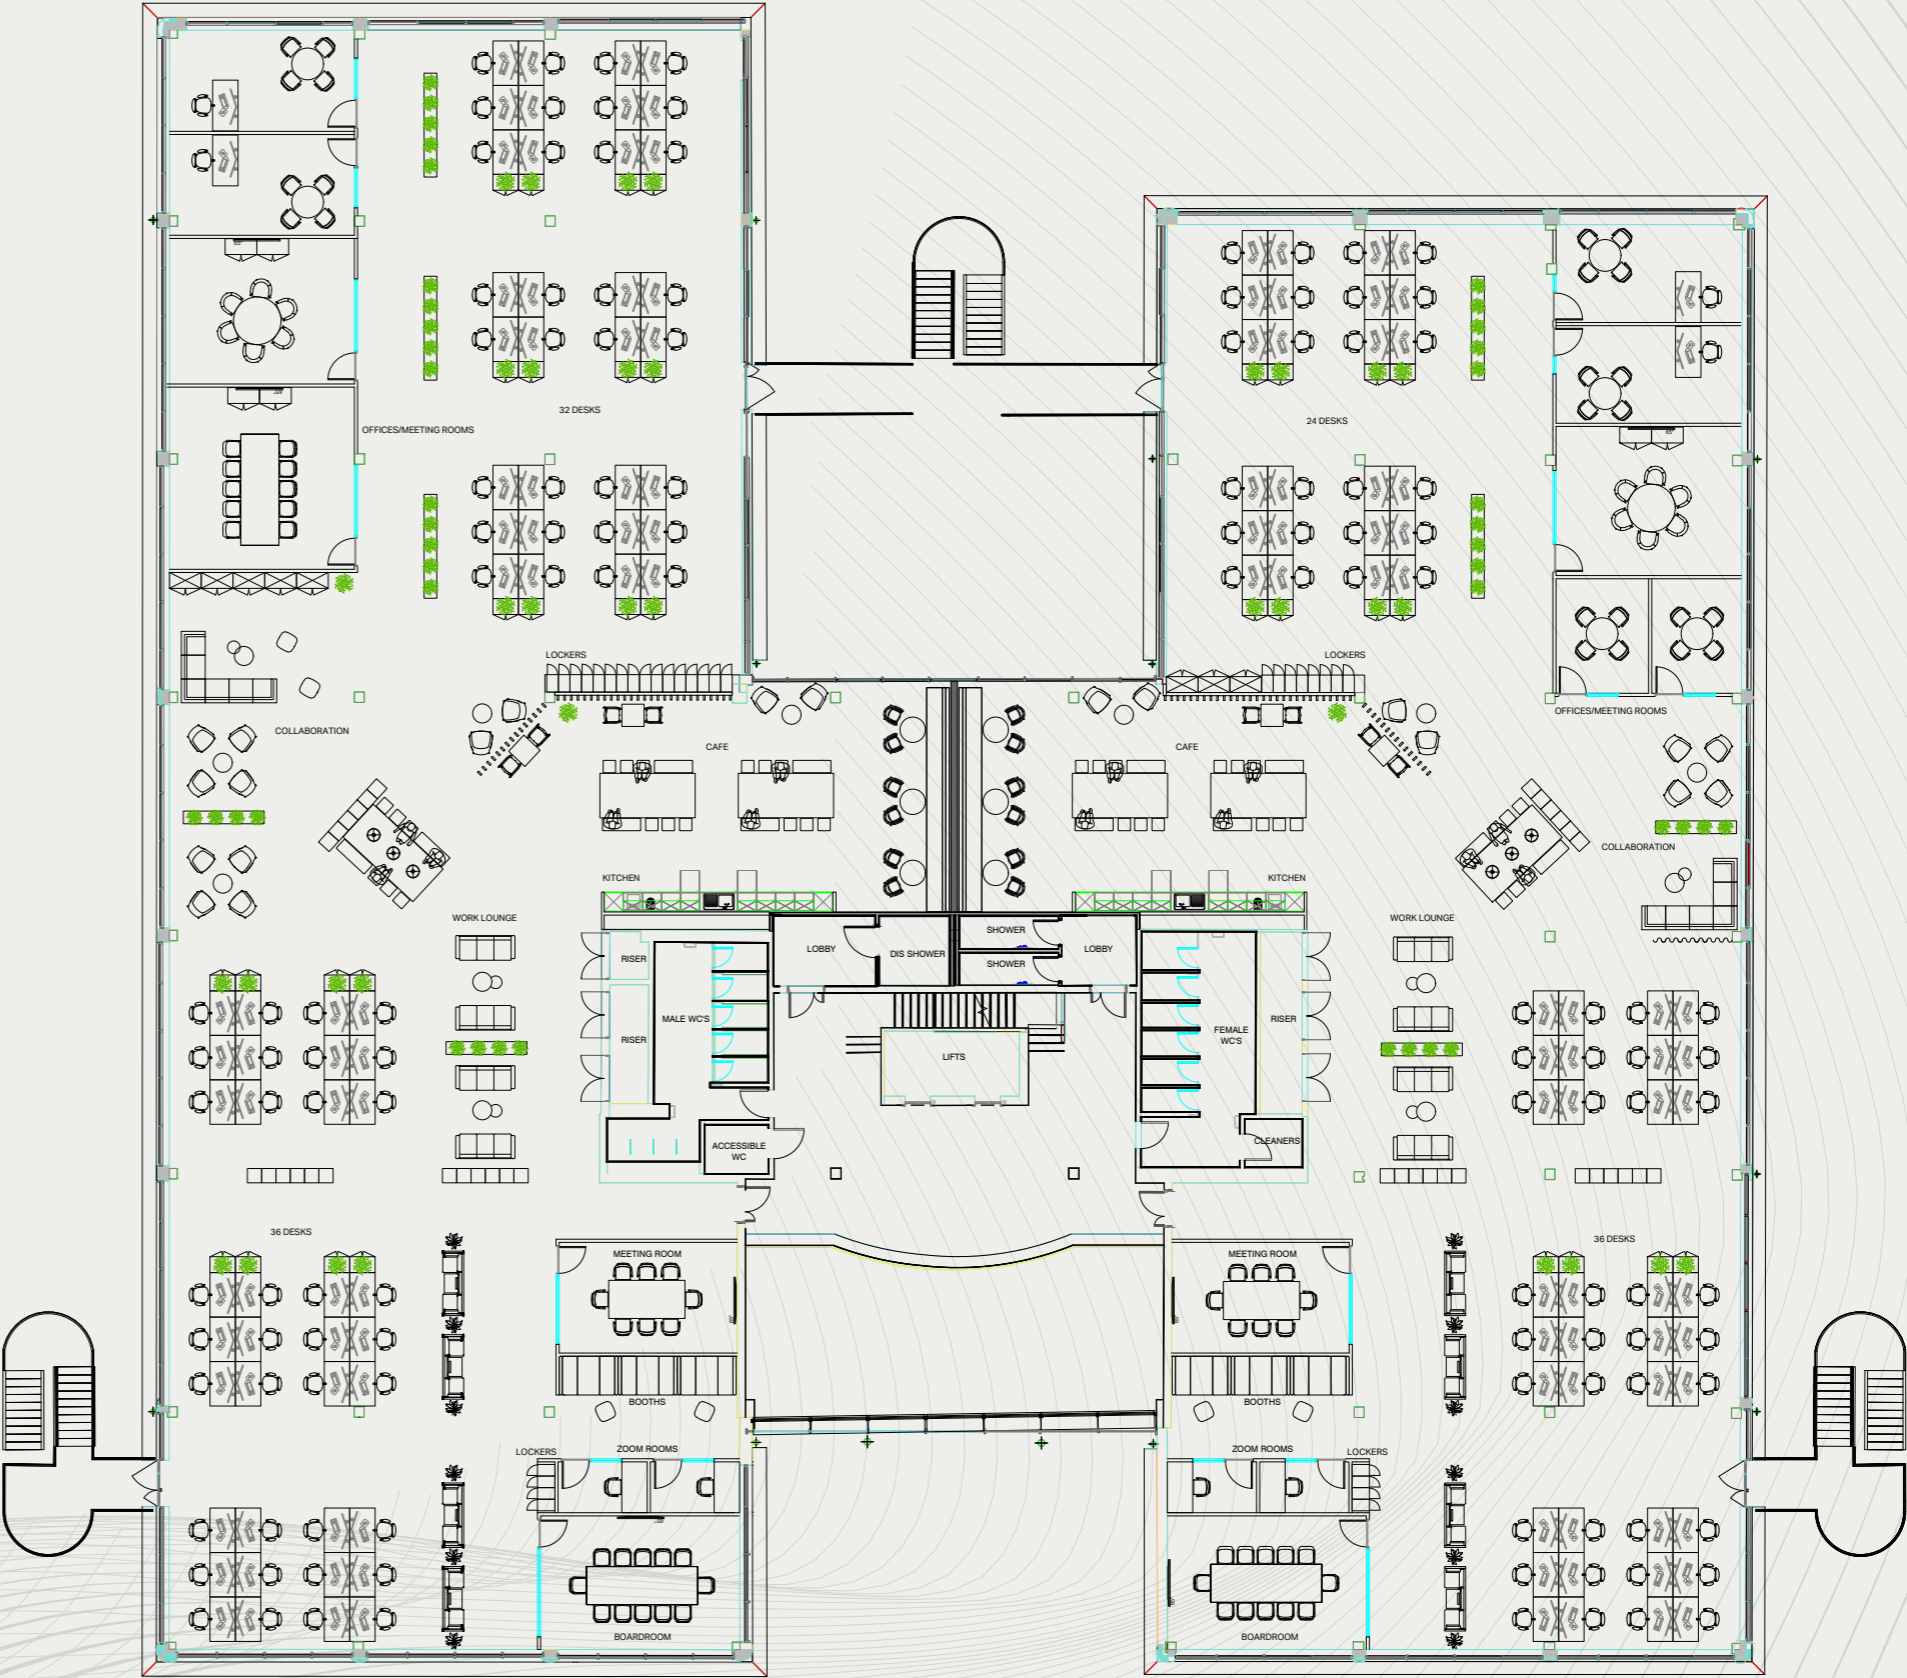 32 DESKS
OFFICES/MEETING ROOMS
24 DESKS
LOCKERS
LOCKERS
OFFICES/MEETING ROOMS
COLLABORATION
CAFE
CAFE
COLLABORATION
KITCHEN
KITCHEN
WORK LOUNGE
WORK LOUNGE
LOBBY
DIS SHOWER
SHOWER
SHOWER
LOBBY
RISER
MALE WC'S
RISER
FEMALE
WC'S
RISER
LIFTS
ACCESSIBLE
WC
CLEANERS
36 DESKS
36 DESKS
MEETING ROOM
MEETING ROOM
BOOTHS
BOOTHS
LOCKERS
ZOOM ROOMS
ZOOM ROOMS
LOCKERS
BOARDROOM
BOARDROOM